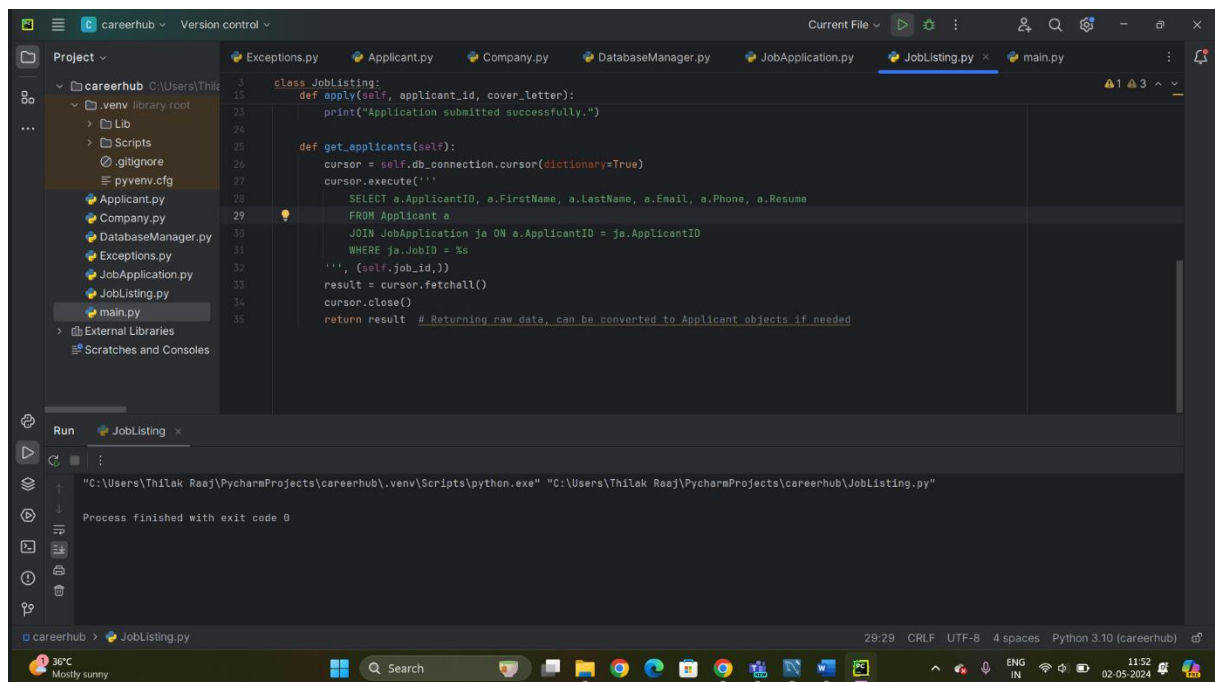 careerhub Version control Current File
Project
Exceptions.py Applicant.py Company.py DatabaseManager.py JobApplication.py JobListing.py main.py
careerhub C:\Users\Thila
.venv library root
Lib
Scripts
.gitignore
pyvenv.cfg
Applicant.py
Company.py
DatabaseManager.py
Exceptions.py
JobApplication.py
JobListing.py
main.py
External Libraries
Scratches and Consoles
3 class JobListing:
15 def apply(self, applicant_id, cover_letter):
23 print("Application submitted successfully.")
24
25 def get_applicants(self):
26 cursor = self.db_connection.cursor(dictionary=True)
27 cursor.execute('''
28 SELECT a.ApplicantID, a.FirstName, a.LastName, a.Email, a.Phone, a.Resume
29 FROM Applicant a
30 JOIN JobApplication ja ON a.ApplicantID = ja.ApplicantID
31 WHERE ja.JobID = %s
32 ''', (self.job_id,))
33 result = cursor.fetchall()
34 cursor.close()
35 return result # Returning raw data, can be converted to Applicant objects if needed
1 3
Run JobListing
"C:\Users\Thilak Raaj\PycharmProjects\careerhub\.venv\Scripts\python.exe" "C:\Users\Thilak Raaj\PycharmProjects\careerhub\JobListing.py"
Process finished with exit code 0
careerhub > JobListing.py 29:29 CRLF UTF-8 4 spaces Python 3.10 (careerhub)
1 36°C
Mostly sunny
Search
ENG
IN
11:52
02-05-2024